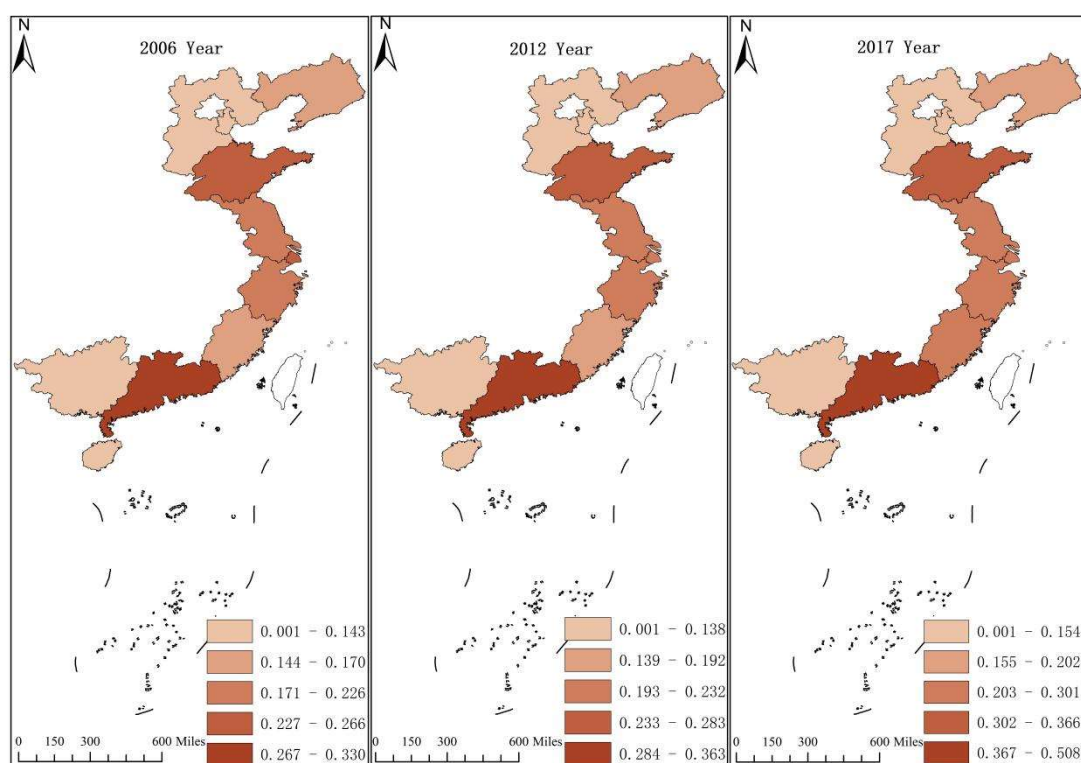 N
2006 Year
0.001 - 0.143
0.144 - 0.170
0.171 - 0.226
0.227 - 0.266
0.267 - 0.330
0 150 300 600 Miles
N
2012 Year
0.001 - 0.138
0.139 - 0.192
0.193 - 0.232
0.233 - 0.283
0.284 - 0.363
0 150 300 600 Miles
N
2017 Year
0.001 - 0.154
0.155 - 0.202
0.203 - 0.301
0.302 - 0.366
0.367 - 0.508
0 150 300 600 Miles